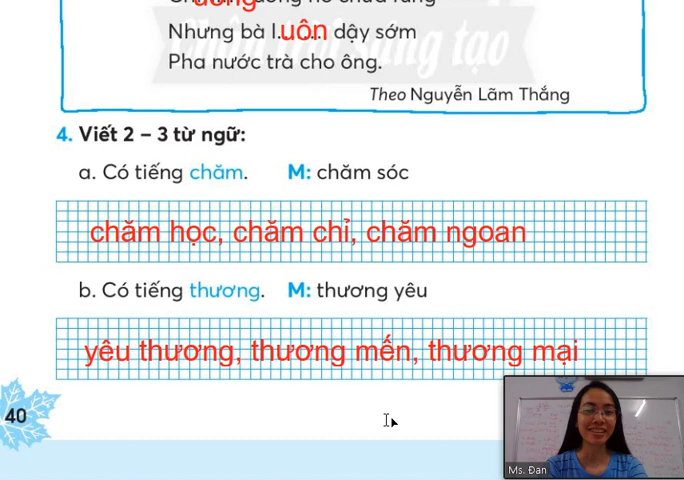 uông
Nhưng bà l...uôn dậy sớm
Pha nước trà cho ông.
Theo Nguyễn Lãm Thắng
4. Viết 2 – 3 từ ngữ:
a. Có tiếng chăm. M: chăm sóc
chăm học, chăm chỉ, chăm ngoan
b. Có tiếng thương. M: thương yêu
yêu thương, thương mến, thương mại
40
Ms. Đan